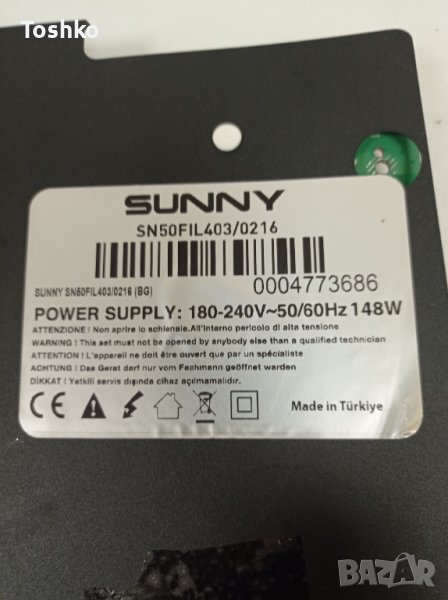 Toshko
SUNNY
SN50FIL403/0216
SUNNY SN50FIL403/0216 (BG)
0004773686
POWER SUPPLY: 180-240V~50/60Hz 148W
ATTENZIONE ! Non aprire lo schienale.All'interno pericolo di alta tensione
WARNING ! This set must not be opened by anybody else than a qualified technician
ATTENTION ! L'appareil ne doit être ouvert que par un spécialiste
ACHTUNG ! Das Gerat darf nur vom Fachmann geöffnet warden
DİKKAT ! Yetkili servis dışında cihaz açılmamalıdır.
CE
Made in Türkiye
BAZAR